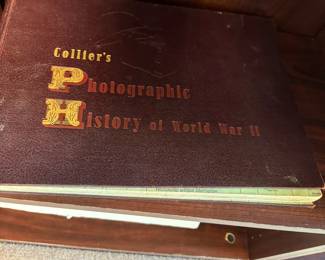 Collier's
Photographic
History of World War II